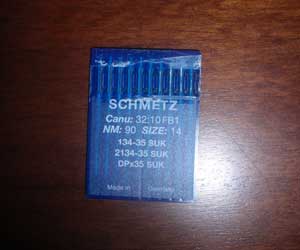 SCHMETZ
Canu: 32:10 FB1
NM: 90 SIZE: 14
134-35 SUK
2134-35 SUK
DPx35 SUK
Made in Germany